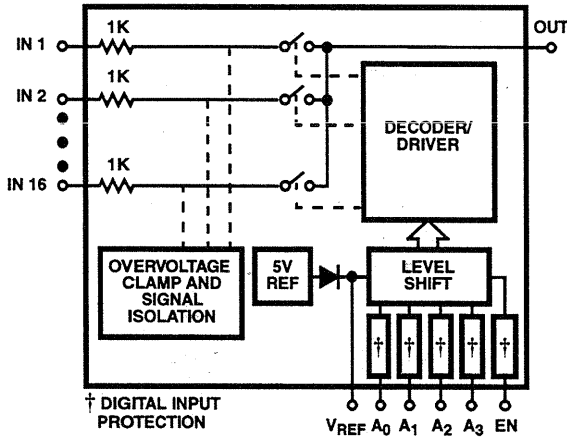 IN 1
1K
OUT
IN 2
1K
DECODER/
DRIVER
1K
IN 16
OVERVOLTAGE
CLAMP AND
SIGNAL
ISOLATION
5V
REF
LEVEL
SHIFT
† † † † †
† DIGITAL INPUT
PROTECTION
VREF A0 A1 A2 A3 EN